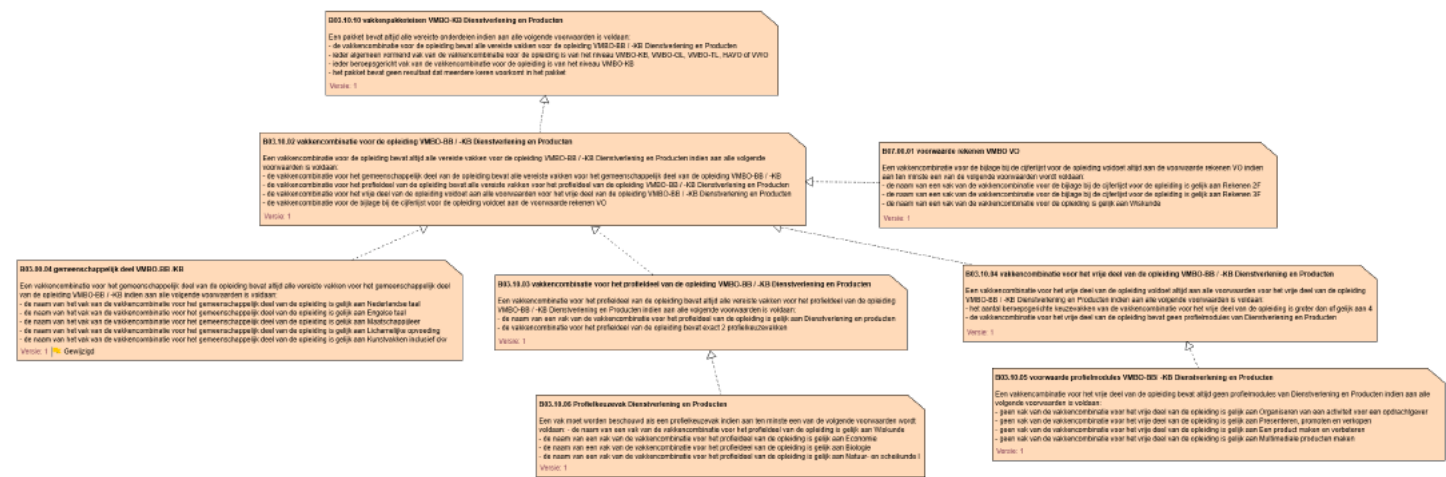 B03.10.10 vakkenpakketeisen VMBO-KB Dienstverlening en Producten
Een pakket bevat altijd alle vereiste onderdelen indien aan alle volgende voorwaarden is voldaan:
- de vakkencombinatie voor de opleiding bevat alle vereiste vakken voor de opleiding VMBO-BB / -KB Dienstverlening en Producten
- ieder algemeen vormend vak van de vakkencombinatie voor de opleiding is van het niveau VMBO-KB, VMBO-GL, VMBO-TL, HAVO of VWO
- ieder beroepsgericht vak van de vakkencombinatie voor de opleiding is van het niveau VMBO-KB
- het pakket bevat geen resultaat dat meerdere keren voorkomt in het pakket
Versie: 1
B03.10.02 vakkencombinatie voor de opleiding VMBO-BB / -KB Dienstverlening en Producten
Een vakkencombinatie voor de opleiding bevat altijd alle vereiste vakken voor de opleiding VMBO-BB / -KB Dienstverlening en Producten indien aan alle volgende
voorwaarden is voldaan:
- de vakkencombinatie voor het gemeenschappelijk deel van de opleiding bevat alle vereiste vakken voor het gemeenschappelijk deel van de opleiding VMBO-BB / -KB
- de vakkencombinatie voor het profieldeel van de opleiding bevat alle vereiste vakken voor het profieldeel van de opleiding VMBO-BB / -KB Dienstverlening en Producten
- de vakkencombinatie voor het vrije deel van de opleiding voldoet aan alle voorwaarden voor het vrije deel van de opleiding VMBO-BB / -KB Dienstverlening en Producten
- de vakkencombinatie voor de bijlage bij de cijferlijst voor de opleiding voldoet aan de voorwaarde rekenen VO
Versie: 1
B07.00.01 voorwaarde rekenen VMBO VO
Een vakkencombinatie voor de bijlage bij de cijferlijst voor de opleiding voldoet altijd aan de voorwaarde rekenen VO indien
aan ten minste een van de volgende voorwaarden wordt voldaan:
- de naam van een vak van de vakkencombinatie voor de bijlage bij de cijferlijst voor de opleiding is gelijk aan Rekenen 2F
- de naam van een vak van de vakkencombinatie voor de bijlage bij de cijferlijst voor de opleiding is gelijk aan Rekenen 3F
- de naam van een vak van de vakkencombinatie voor de opleiding is gelijk aan Wiskunde
Versie: 1
B03.00.04 gemeenschappelijk deel VMBO-BB /KB
Een vakkencombinatie voor het gemeenschappelijk deel van de opleiding bevat altijd alle vereiste vakken voor het gemeenschappelijk deel
van de opleiding VMBO-BB / -KB indien aan alle volgende voorwaarden is voldaan:
- de naam van het vak van de vakkencombinatie voor het gemeenschappelijk deel van de opleiding is gelijk aan Nederlandse taal
- de naam van het vak van de vakkencombinatie voor het gemeenschappelijk deel van de opleiding is gelijk aan Engelse taal
- de naam van het vak van de vakkencombinatie voor het gemeenschappelijk deel van de opleiding is gelijk aan Maatschappijleer
- de naam van het vak van de vakkencombinatie voor het gemeenschappelijk deel van de opleiding is gelijk aan Lichamelijke opvoeding
- de naam van het vak van de vakkencombinatie voor het gemeenschappelijk deel van de opleiding is gelijk aan Kunstvakken inclusief ckv
Versie: 1 Gewijzigd
B03.10.03 vakkencombinatie voor het profieldeel van de opleiding VMBO-BB / -KB Dienstverlening en Producten
Een vakkencombinatie voor het profieldeel van de opleiding bevat altijd alle vereiste vakken voor het profieldeel van de opleiding
VMBO-BB / -KB Dienstverlening en Producten indien aan alle volgende voorwaarden is voldaan:
- de naam van een vak van de vakkencombinatie voor het profieldeel van de opleiding is gelijk aan Dienstverlening en producten
- de vakkencombinatie voor het profieldeel van de opleiding bevat exact 2 profielkeuzevakken
Versie: 1
B03.10.04 vakkencombinatie voor het vrije deel van de opleiding VMBO-BB / -KB Dienstverlening en Producten
Een vakkencombinatie voor het vrije deel van de opleiding voldoet altijd aan alle voorwaardes voor het vrije deel van de opleiding
VMBO-BB / -KB Dienstverlening en Producten indien aan alle volgende voorwaarden is voldaan:
- het aantal beroepsgerichte keuzevakken van de vakkencombinatie voor het vrije deel van de opleiding is groter dan of gelijk aan 4
- de vakkencombinatie voor het vrije deel van de opleiding bevat geen profielmodules van Dienstverlening en Producten
Versie: 1
B03.10.06 Profielkeuzevak Dienstverlening en Producten
Een vak moet worden beschouwd als een profielkeuzevak indien aan ten minste een van de volgende voorwaarden wordt
voldaan: - de naam van een vak van de vakkencombinatie voor het profieldeel van de opleiding is gelijk aan Wiskunde
- de naam van een vak van de vakkencombinatie voor het profieldeel van de opleiding is gelijk aan Economie
- de naam van een vak van de vakkencombinatie voor het profieldeel van de opleiding is gelijk aan Biologie
- de naam van een vak van de vakkencombinatie voor het profieldeel van de opleiding is gelijk aan Natuur- en scheikunde I
Versie: 1
B03.10.05 voorwaarde profielmodules VMBO-BB/ -KB Dienstverlening en Producten
Een vakkencombinatie voor het vrije deel van de opleiding bevat altijd geen profielmodules van Dienstverlening en Producten indien aan alle
volgende voorwaarden is voldaan:
- geen vak van de vakkencombinatie voor het vrije deel van de opleiding is gelijk aan Organiseren van een activiteit voor een opdrachtgever
- geen vak van de vakkencombinatie voor het vrije deel van de opleiding is gelijk aan Presenteren, promoten en verkopen
- geen vak van de vakkencombinatie voor het vrije deel van de opleiding is gelijk aan Een product maken en verbeteren
- geen vak van de vakkencombinatie voor het vrije deel van de opleiding is gelijk aan Multimediale producten maken
Versie: 1